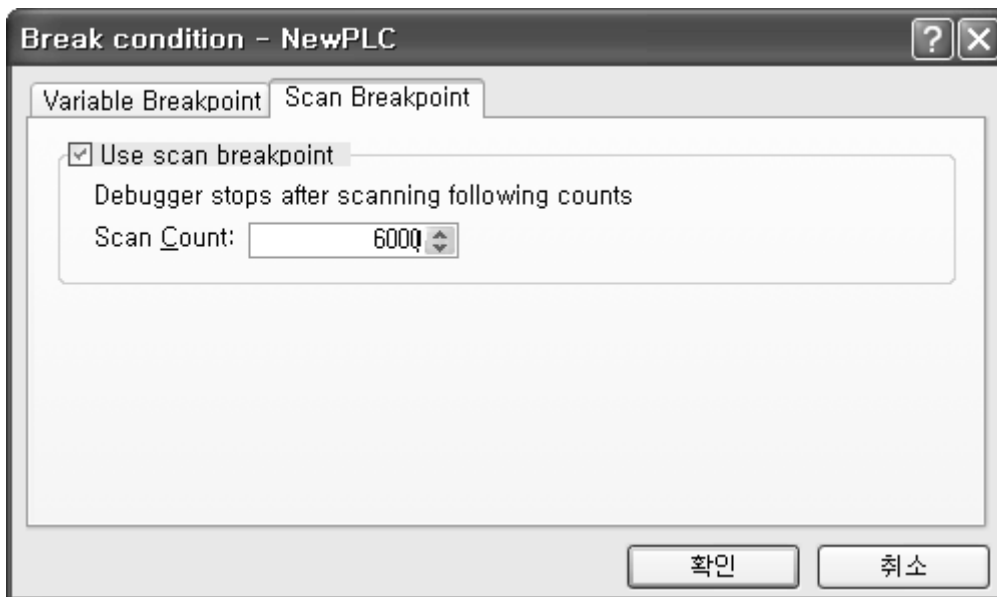 Break condition - NewPLC
Variable Breakpoint Scan Breakpoint
Use scan breakpoint
Debugger stops after scanning following counts
Scan Count: 6000
확인 취소